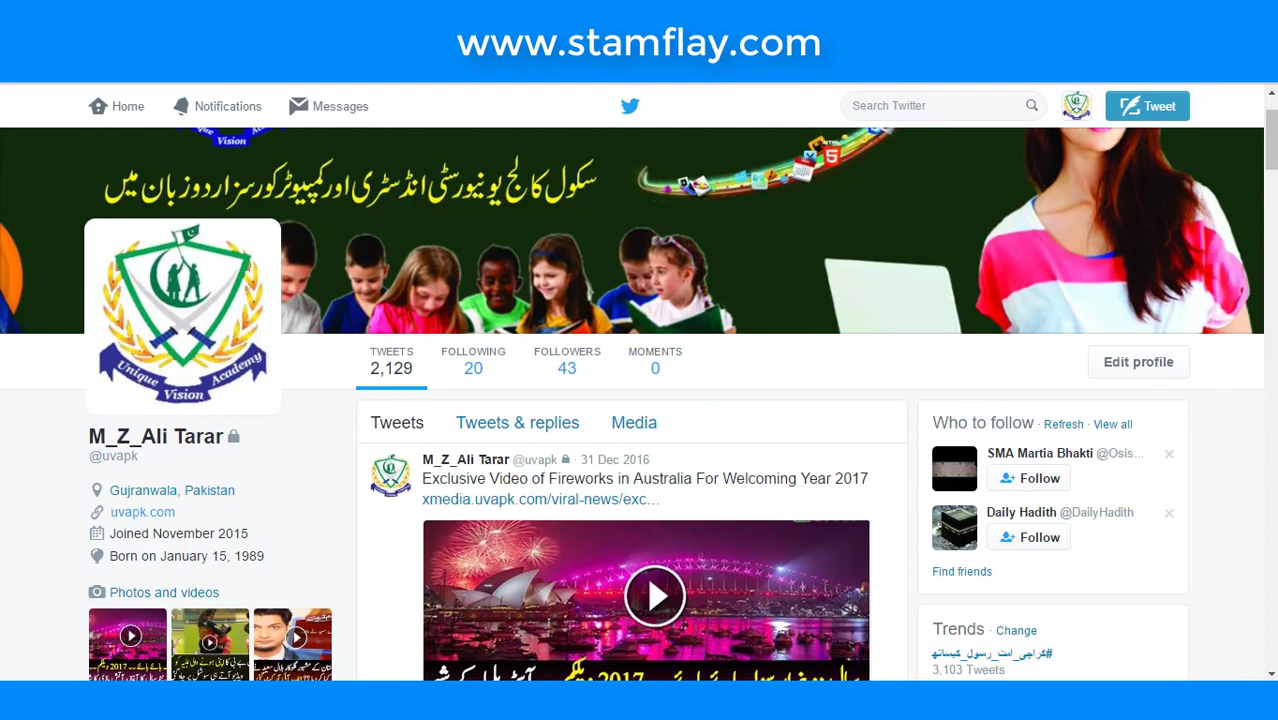 www.stamflay.com
Home Notifications Messages Search Twitter Tweet
Vision
سکول کالج یونیورسٹی انڈسٹری اور کمپیوٹر کورسز اردو زبان میں
Unique Vision Academy
TWEETS FOLLOWING FOLLOWERS MOMENTS
2,129 20 43 0
Edit profile
M_Z_Ali Tarar
@uvapk
Gujranwala, Pakistan
uvapk.com
Joined November 2015
Born on January 15, 1989
Photos and videos
Tweets Tweets & replies Media
M_Z_Ali Tarar @uvapk 31 Dec 2016
Exclusive Video of Fireworks in Australia For Welcoming Year 2017
xmedia.uvapk.com/viral-news/exc…
Who to follow · Refresh · View all
SMA Martia Bhakti @Osis...
Follow
Daily Hadith @DailyHadith
Follow
Find friends
Trends · Change
#کراچی_امت_رسول_کیساتھ
3,103 Tweets